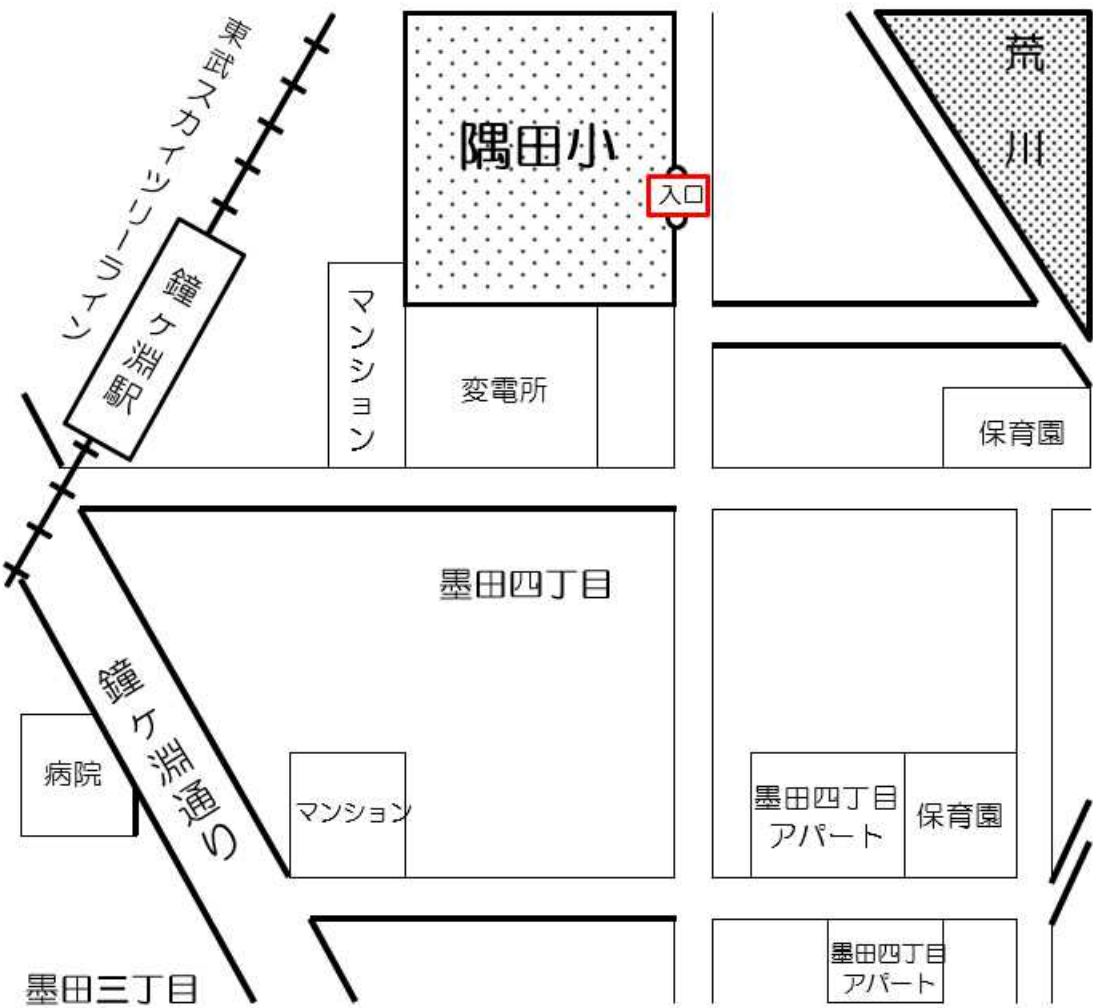 東武スカイツリーライン
隅田小
荒川
入口
鐘ヶ淵駅
マンション
変電所
保育園
墨田四丁目
鐘ヶ淵通り
病院
マンション
墨田四丁目
アパート
保育園
墨田四丁目
アパート
墨田三丁目